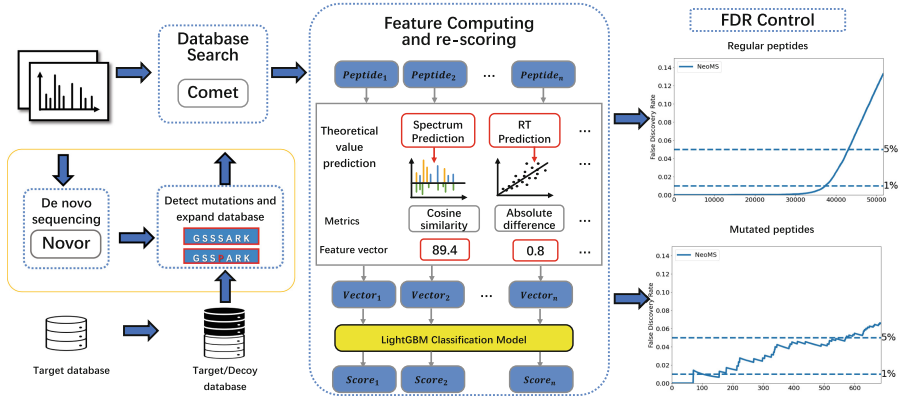 Database
Search
Comet
De novo
sequencing
Novor
Detect mutations and
expand database
GSSSARK
GSSPARK
Target database
Target/Decoy
database
Feature Computing
and re-scoring
Peptide1 Peptide2 ... Peptiden
Theoretical
value
prediction
Spectrum
Prediction
RT
Prediction
...
...
Metrics
Cosine
similarity
Absolute
difference
...
Feature vector
89.4
0.8
...
Vector1 Vector2 ... Vectorn
LightGBM Classification Model
Score1 Score2 ... Scoren
FDR Control
Regular peptides
NeoMS
False Discovery Rate
0.14
0.12
0.10
0.08
0.06
0.04
0.02
0.00
5%
1%
0 10000 20000 30000 40000 50000
Mutated peptides
NeoMS
False Discovery Rate
0.14
0.12
0.10
0.08
0.06
0.04
0.02
0.00
5%
1%
0 100 200 300 400 500 600